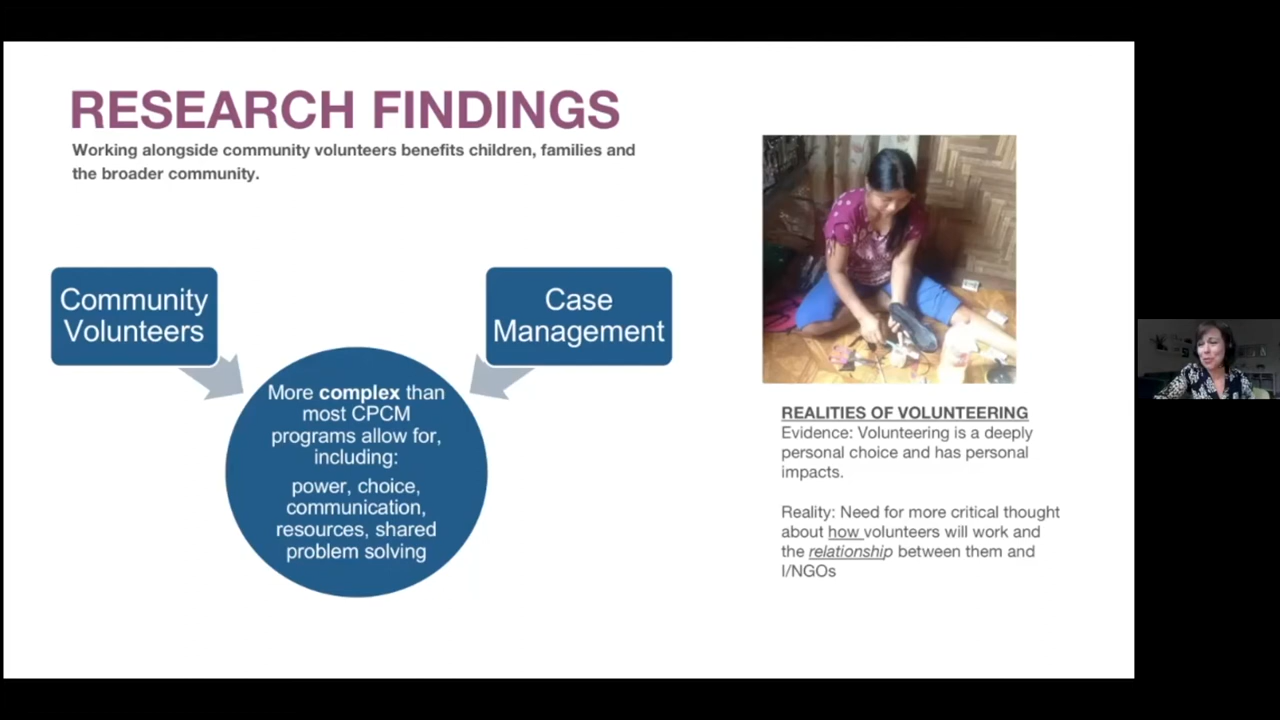 RESEARCH FINDINGS
Working alongside community volunteers benefits children, families and
the broader community.
Community
Volunteers
Case
Management
More complex than
most CPCM
programs allow for,
including:
power, choice,
communication,
resources, shared
problem solving
REALITIES OF VOLUNTEERING
Evidence: Volunteering is a deeply
personal choice and has personal
impacts.
Reality: Need for more critical thought
about how volunteers will work and
the relationship between them and
I/NGOs